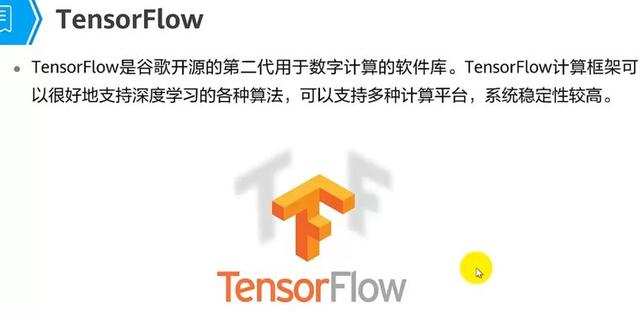 TensorFlow
TensorFlow是谷歌开源的第二代用于数字计算的软件库。TensorFlow计算框架可
以很好地支持深度学习的各种算法，可以支持多种计算平台，系统稳定性较高。
TensorFlow